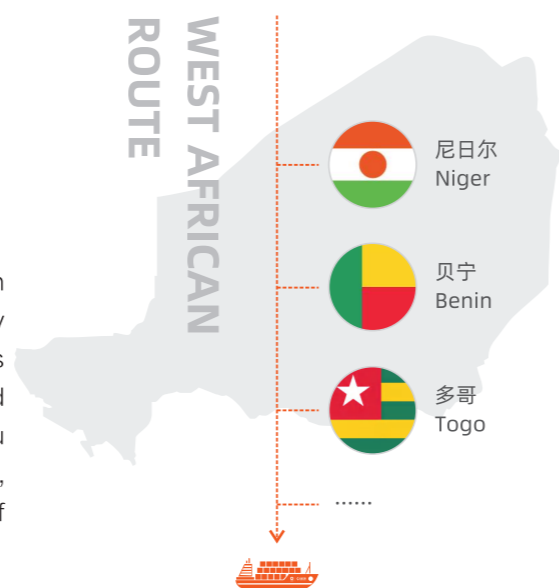 WEST AFRICAN
ROUTE
尼日尔
Niger
贝宁
Benin
多哥
Togo
......
n
y
s
d
u
,
f